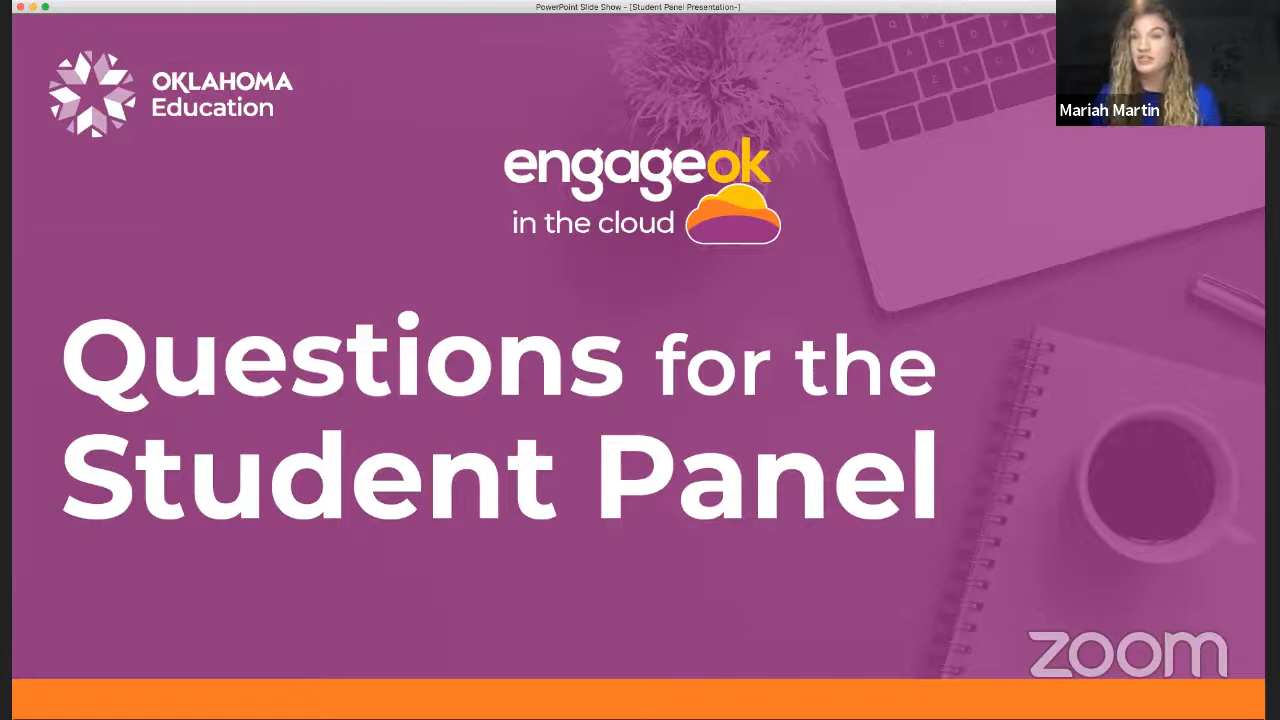 PowerPoint Slide Show - [Student Panel Presentation-]
OKLAHOMA
Education
Mariah Martin
engageok
in the cloud
Questions for the
Student Panel
zoom